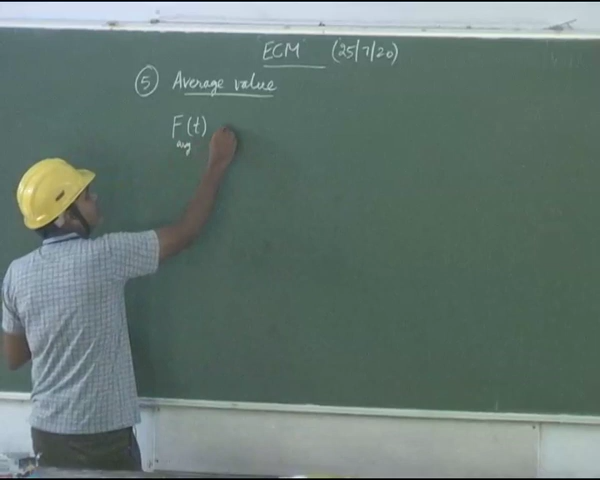 ECM (25/7/20)
⑤ Average value
F(t)
avg